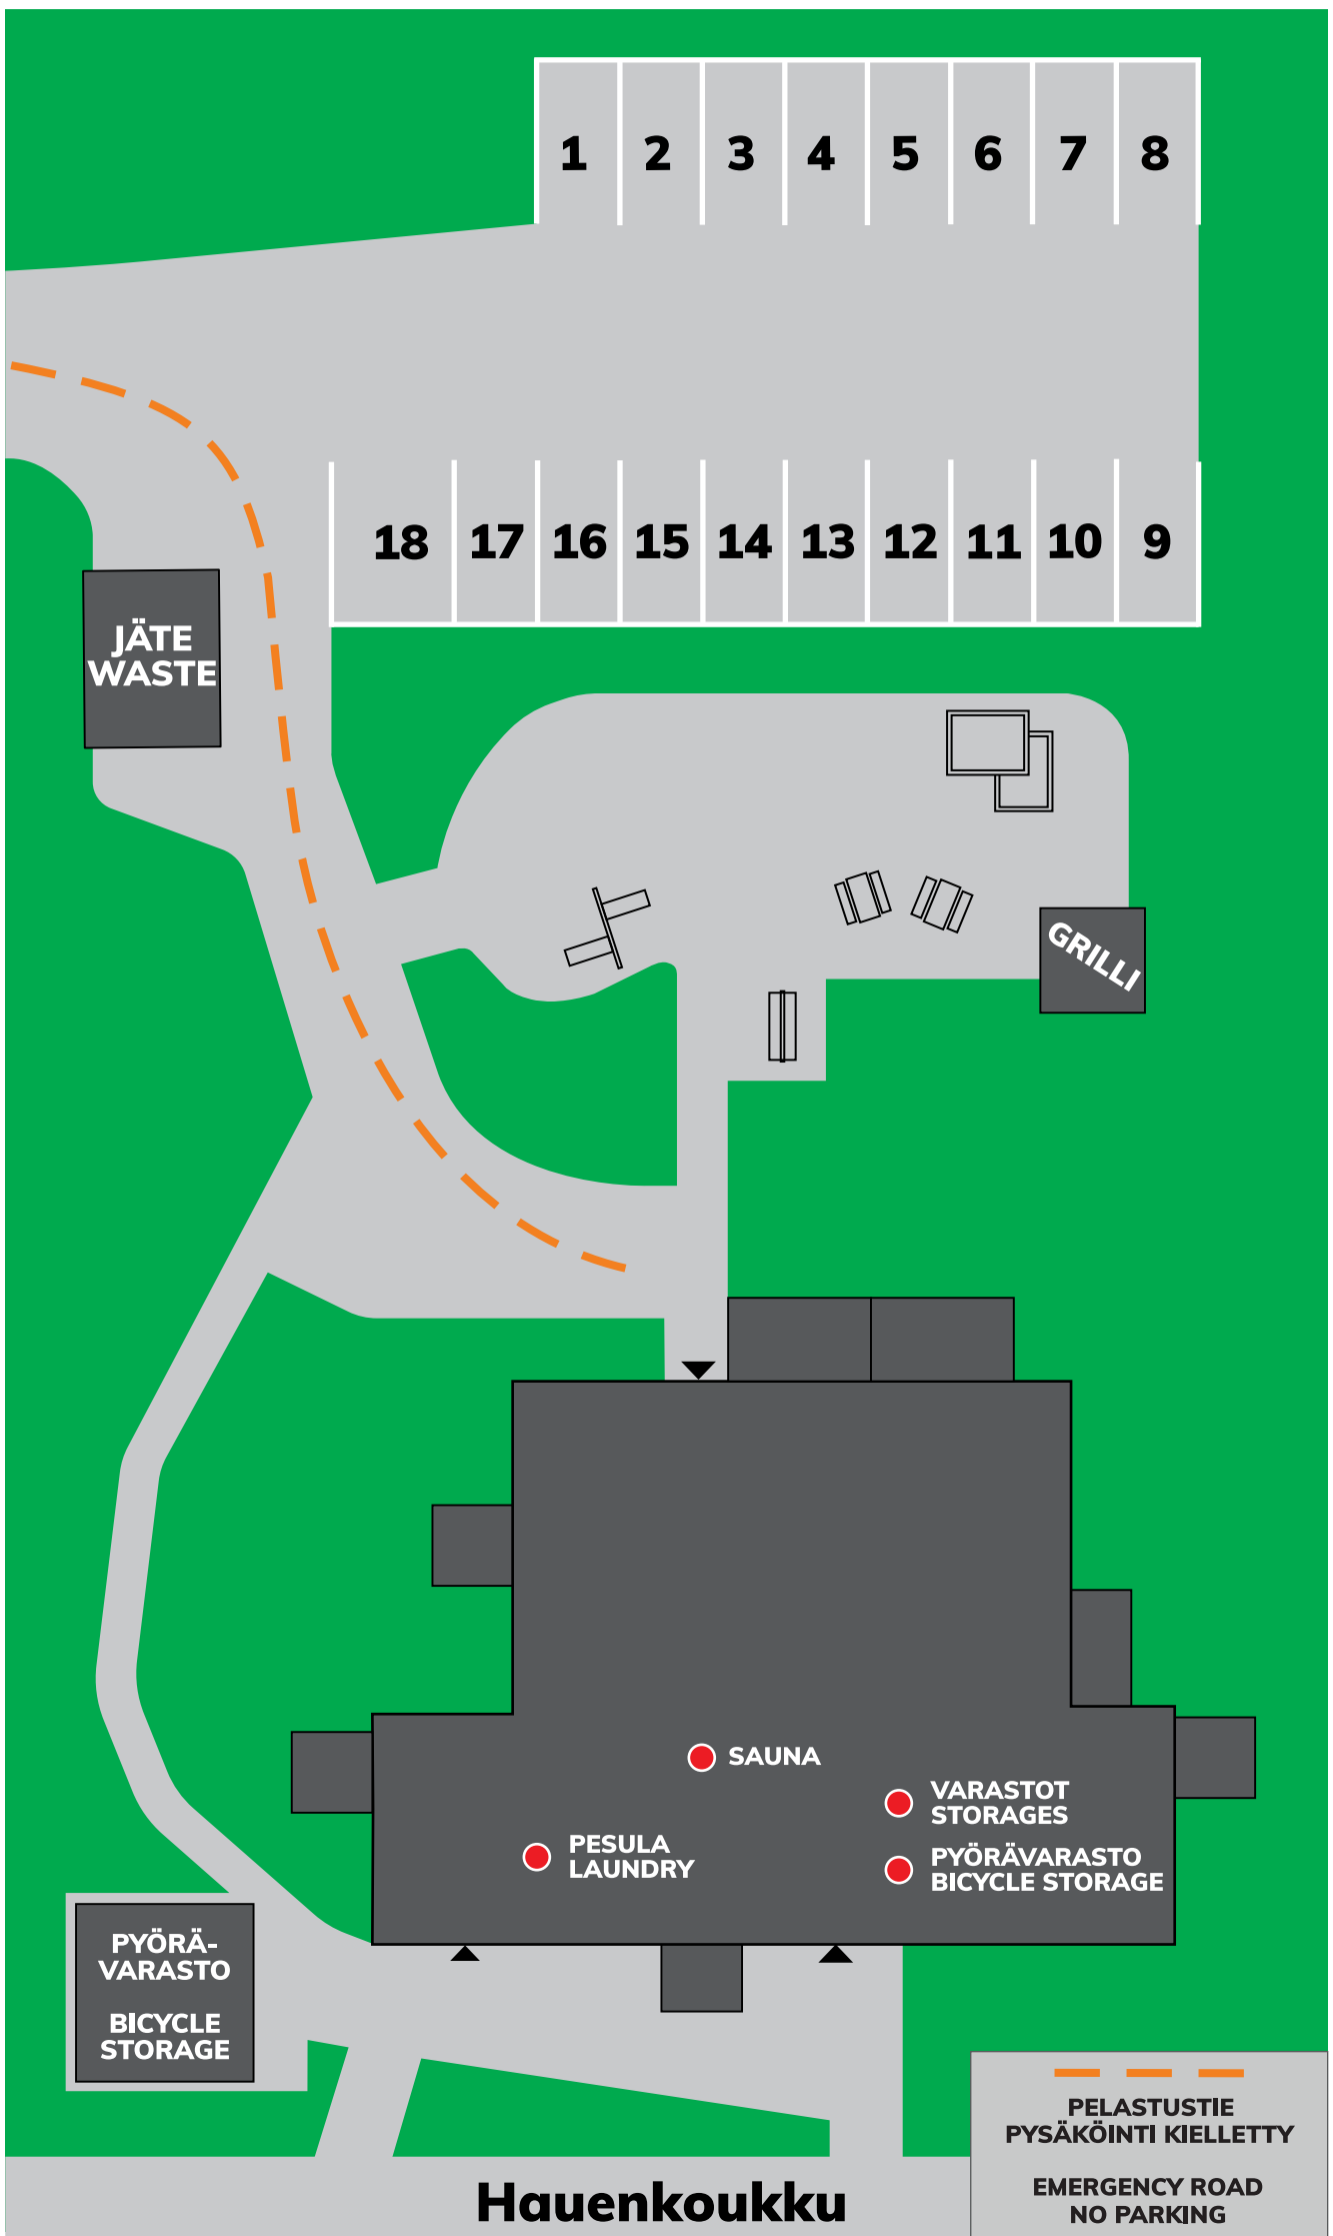 1 2 3 4 5 6 7 8
18 17 16 15 14 13 12 11 10 9
JÄTE
WASTE
GRILLI
SAUNA
VARASTOT
STORAGES
PESULA
LAUNDRY
PYÖRÄVARASTO
BICYCLE STORAGE
PYÖRÄ-
VARASTO
BICYCLE
STORAGE
PELASTUSTIE
PYSÄKÖINTI KIELLETTY
EMERGENCY ROAD
NO PARKING
Hauenkoukku